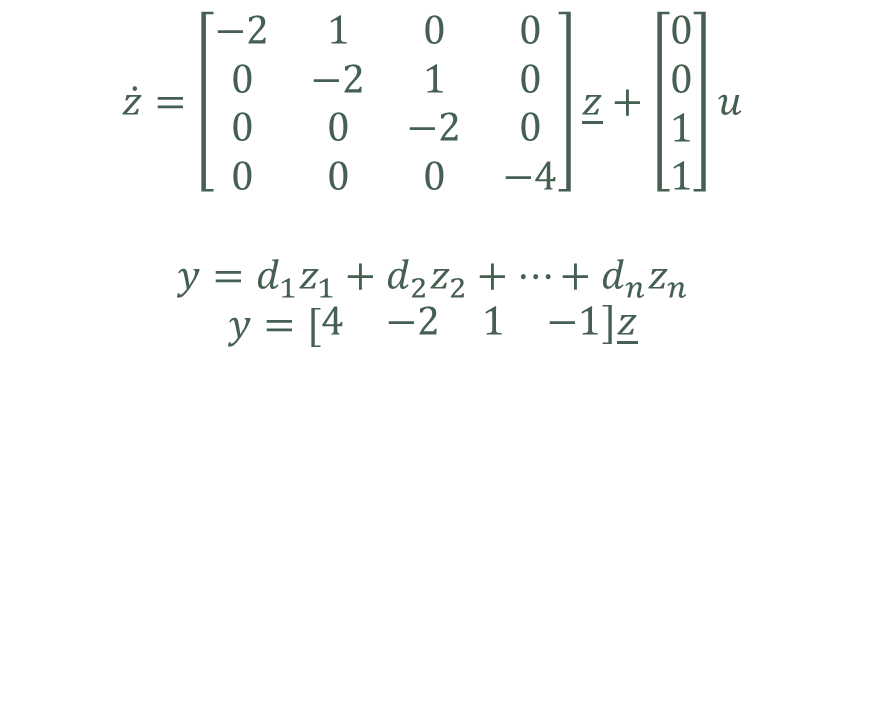 ż = [−2 1 0 0
0 −2 1 0
0 0 −2 0
0 0 0 −4] z + [0
0
1
1] u
y = d₁z₁ + d₂z₂ + ⋯ + dₙzₙ
y = [4 −2 1 −1]z